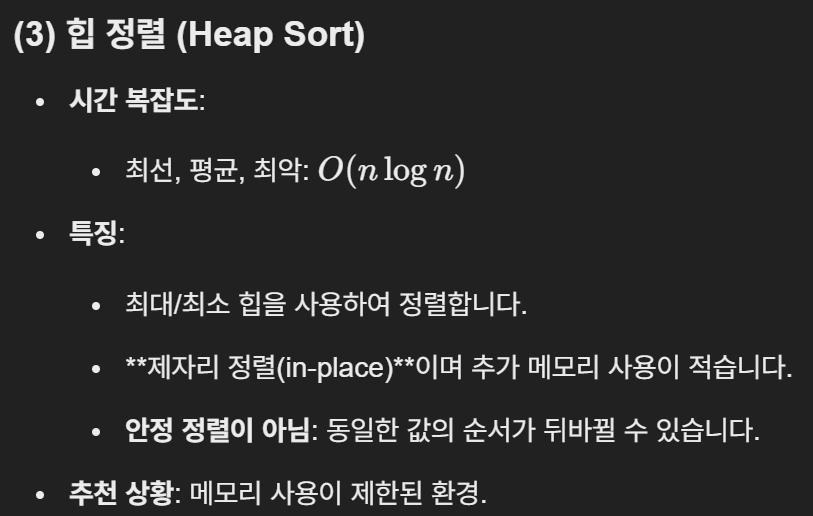 (3) 힙 정렬 (Heap Sort)
• 시간 복잡도:
• 최선, 평균, 최악: O(n log n)
• 특징:
• 최대/최소 힙을 사용하여 정렬합니다.
• **제자리 정렬(in-place)**이며 추가 메모리 사용이 적습니다.
• 안정 정렬이 아님: 동일한 값의 순서가 뒤바뀔 수 있습니다.
• 추천 상황: 메모리 사용이 제한된 환경.